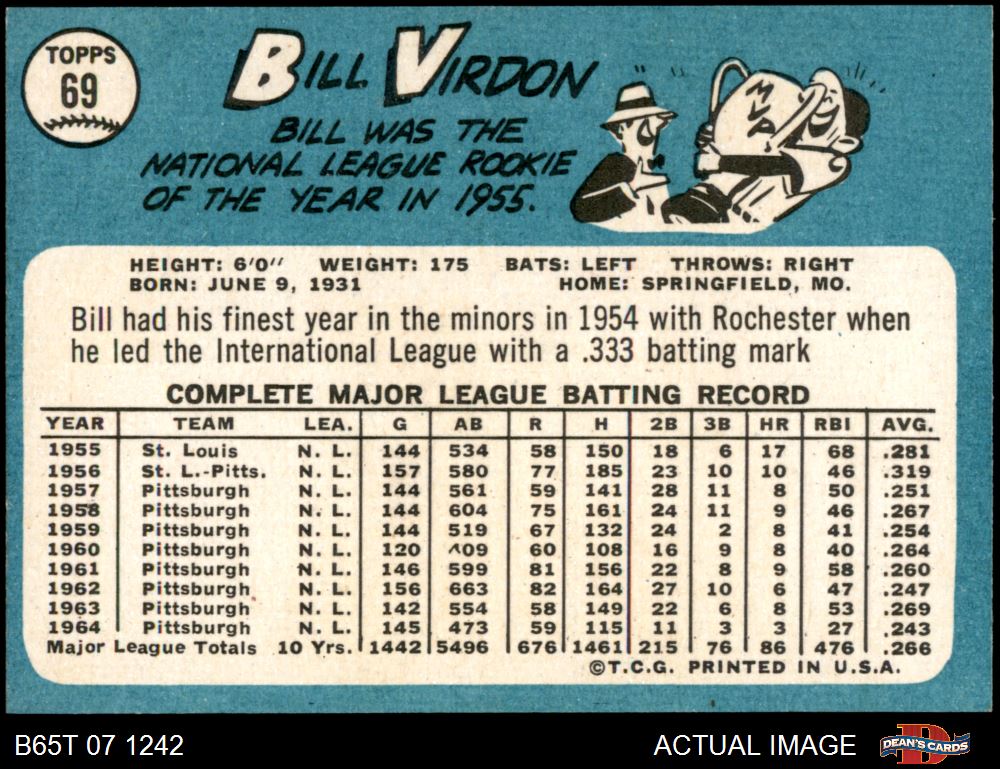 TOPPS
69
BILL VIRDON
BILL WAS THE
NATIONAL LEAGUE ROOKIE
OF THE YEAR IN 1955.
MVP
HEIGHT: 6'0" WEIGHT: 175 BATS: LEFT THROWS: RIGHT
BORN: JUNE 9, 1931 HOME: SPRINGFIELD, MO.
Bill had his finest year in the minors in 1954 with Rochester when
he led the International League with a .333 batting mark
COMPLETE MAJOR LEAGUE BATTING RECORD
YEAR TEAM LEA. G AB R H 2B 3B HR RBI AVG.
1955 St. Louis N. L. 144 534 58 150 18 6 17 68 .281
1956 St. L.-Pitts. N. L. 157 580 77 185 23 10 10 46 .319
1957 Pittsburgh N. L. 144 561 59 141 28 11 8 50 .251
1958 Pittsburgh N. L. 144 604 75 161 24 11 9 46 .267
1959 Pittsburgh N. L. 144 519 67 132 24 2 8 41 .254
1960 Pittsburgh N. L. 120 409 60 108 16 9 8 40 .264
1961 Pittsburgh N. L. 146 599 81 156 22 8 9 58 .260
1962 Pittsburgh N. L. 156 663 82 164 27 10 6 47 .247
1963 Pittsburgh N. L. 142 554 58 149 22 6 8 53 .269
1964 Pittsburgh N. L. 145 473 59 115 11 3 3 27 .243
Major League Totals 10 Yrs. 1442 5496 676 1461 215 76 86 476 .266
©T.C.G. PRINTED IN U.S.A.
B65T 07 1242 ACTUAL IMAGE DEAN'S CARDS